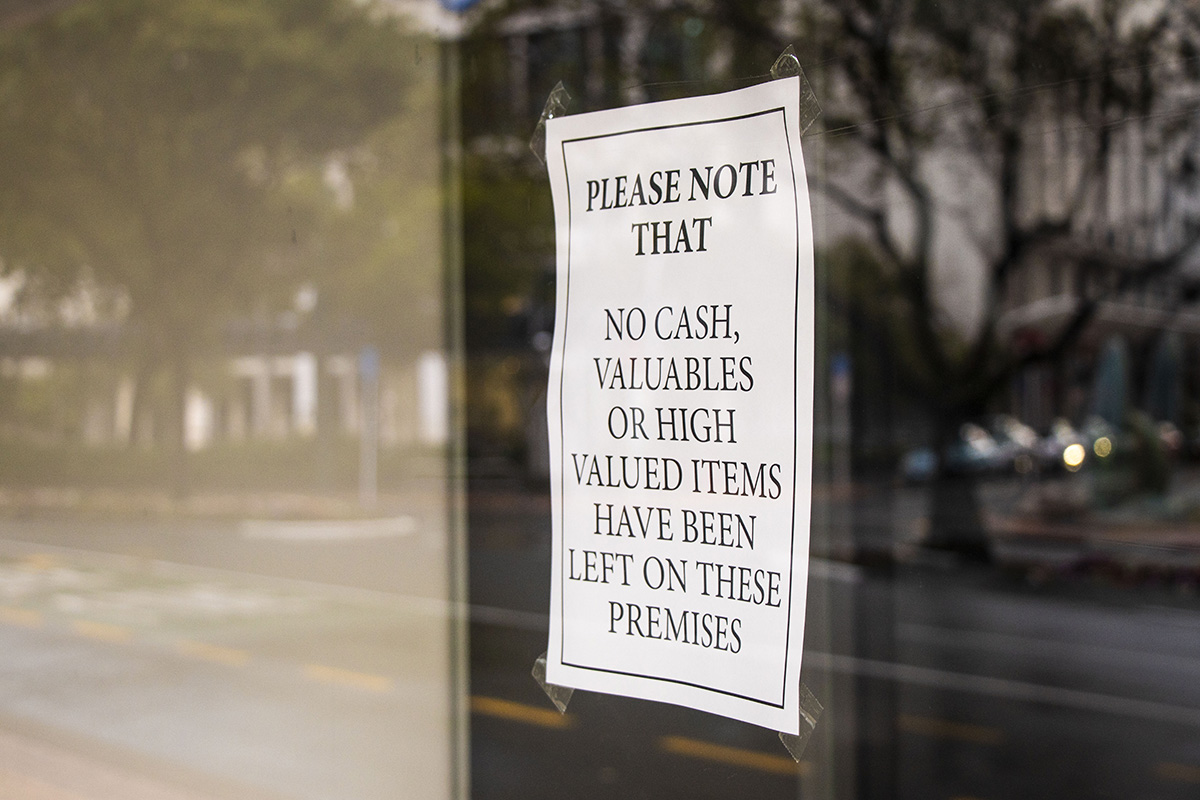 PLEASE NOTE
THAT
NO CASH,
VALUABLES
OR HIGH
VALUED ITEMS
HAVE BEEN
LEFT ON THESE
PREMISES